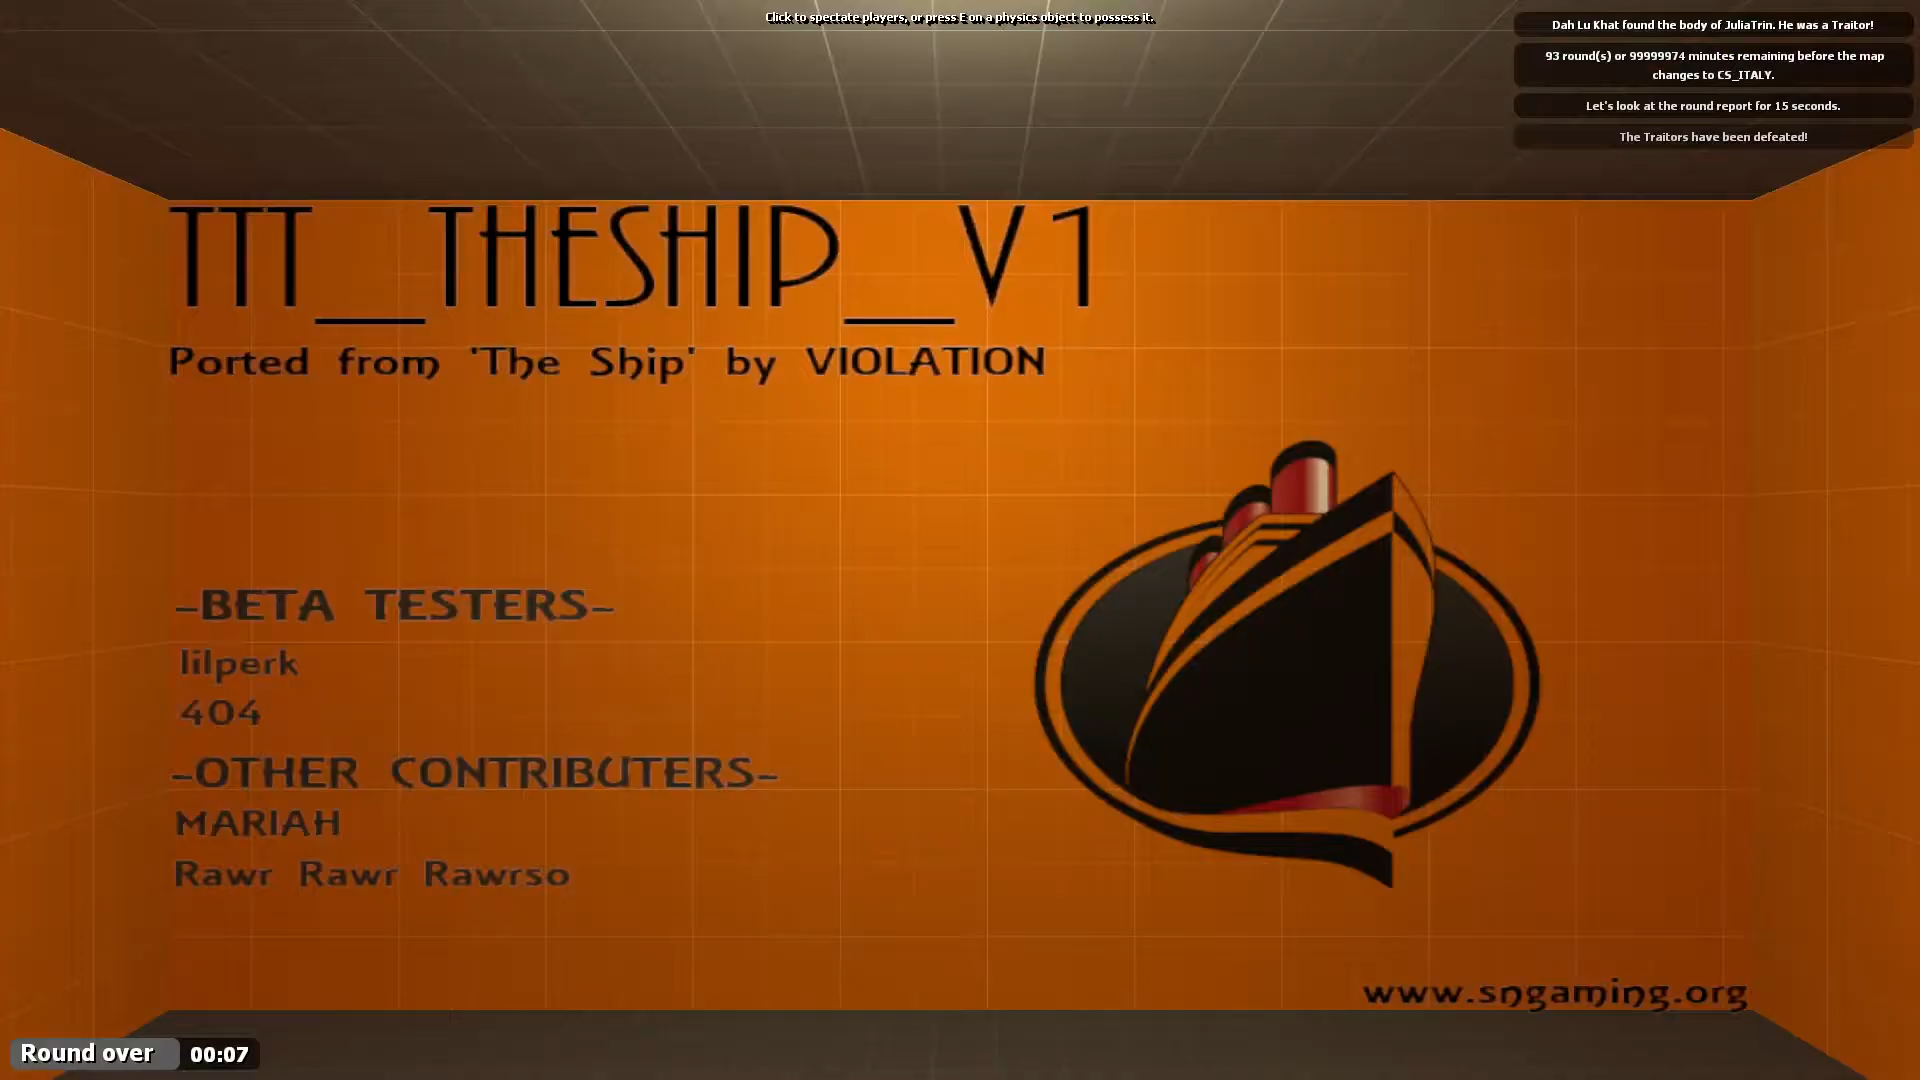 Click to spectate players, or press E on a physics object to possess it.
Dah Lu Khat found the body of JuliaTrin. He was a Traitor!
93 round(s) or 99999974 minutes remaining before the map
changes to CS_ITALY.
Let's look at the round report for 15 seconds.
The Traitors have been defeated!
TTT_THESHIP_V1
Ported from 'The Ship' by VIOLATION
-BETA TESTERS-
lilperk
404
-OTHER CONTRIBUTERS-
MARIAH
Rawr Rawr Rawrso
www.sngaming.org
Round over 00:07